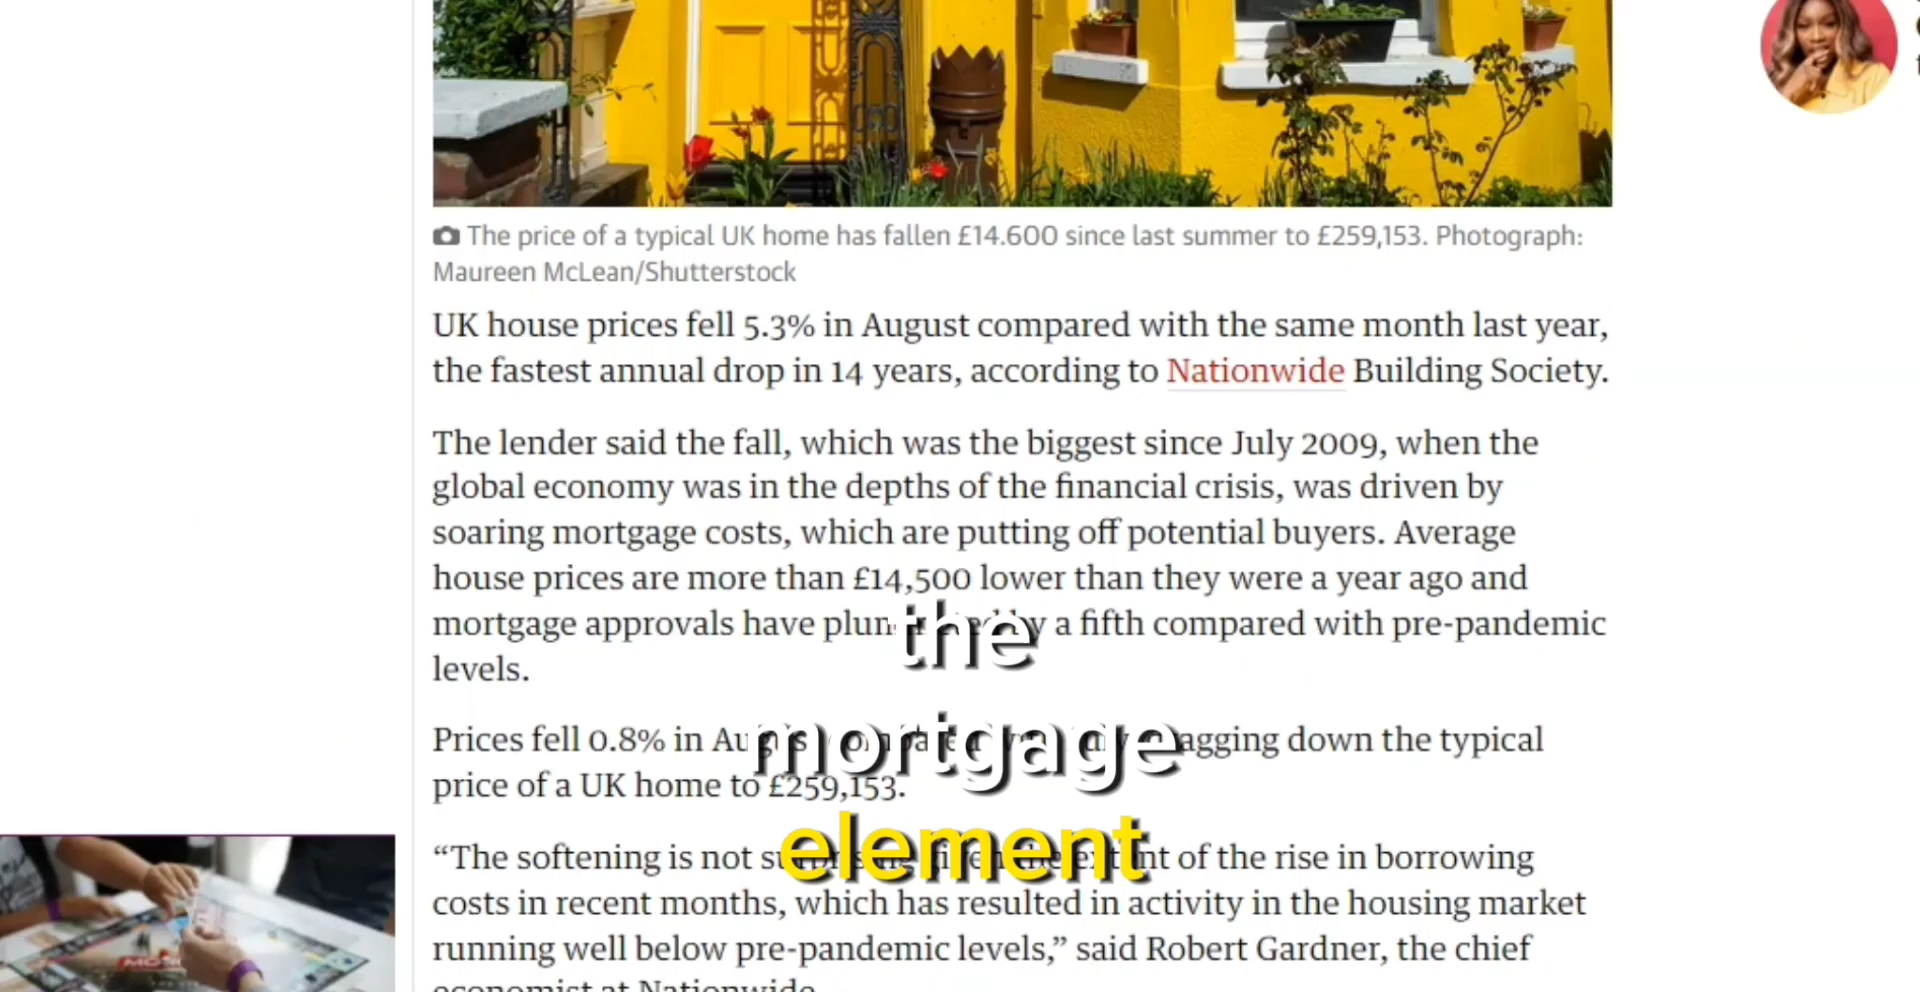 The price of a typical UK home has fallen £14.600 since last summer to £259,153. Photograph:
Maureen McLean/Shutterstock
UK house prices fell 5.3% in August compared with the same month last year,
the fastest annual drop in 14 years, according to Nationwide Building Society.
The lender said the fall, which was the biggest since July 2009, when the
global economy was in the depths of the financial crisis, was driven by
soaring mortgage costs, which are putting off potential buyers. Average
house prices are more than £14,500 lower than they were a year ago and
mortgage approvals have by a fifth compared with pre-pandemic
levels.
Prices fell 0.8% in down the typical
price of a UK home to £259,153.
“The softening is not of the rise in borrowing
costs in recent months, which has resulted in activity in the housing market
running well below pre-pandemic levels,” said Robert Gardner, the chief
economist at Nationwide.
the
mortgage
element